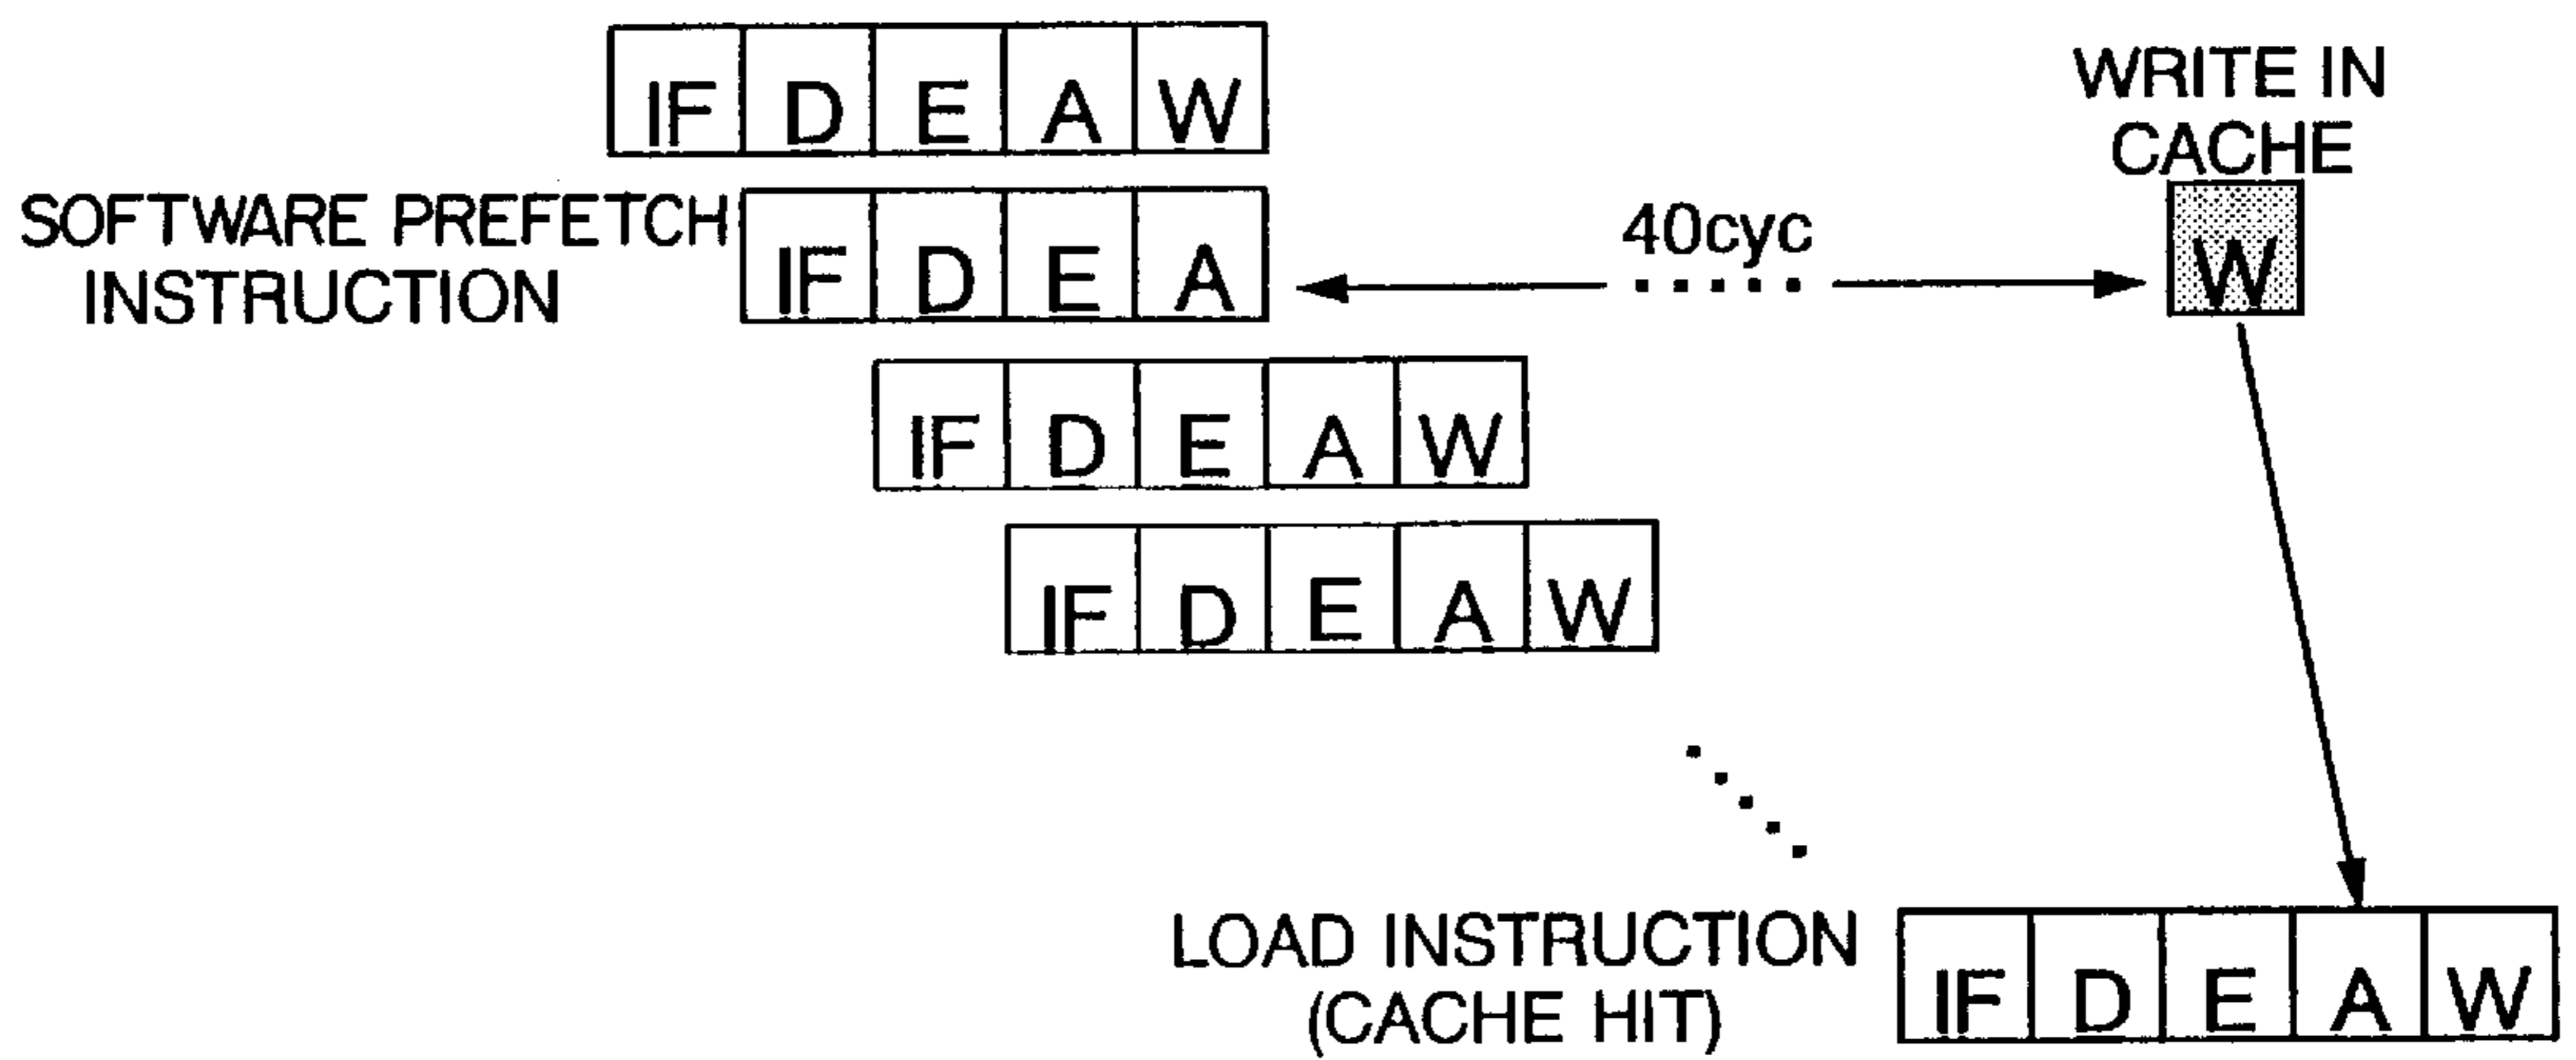 IF D E A W
WRITE IN
CACHE
SOFTWARE PREFETCH
INSTRUCTION
IF D E A
40cyc
W
IF D E A W
IF D E A W
LOAD INSTRUCTION
(CACHE HIT)
IF D E A W